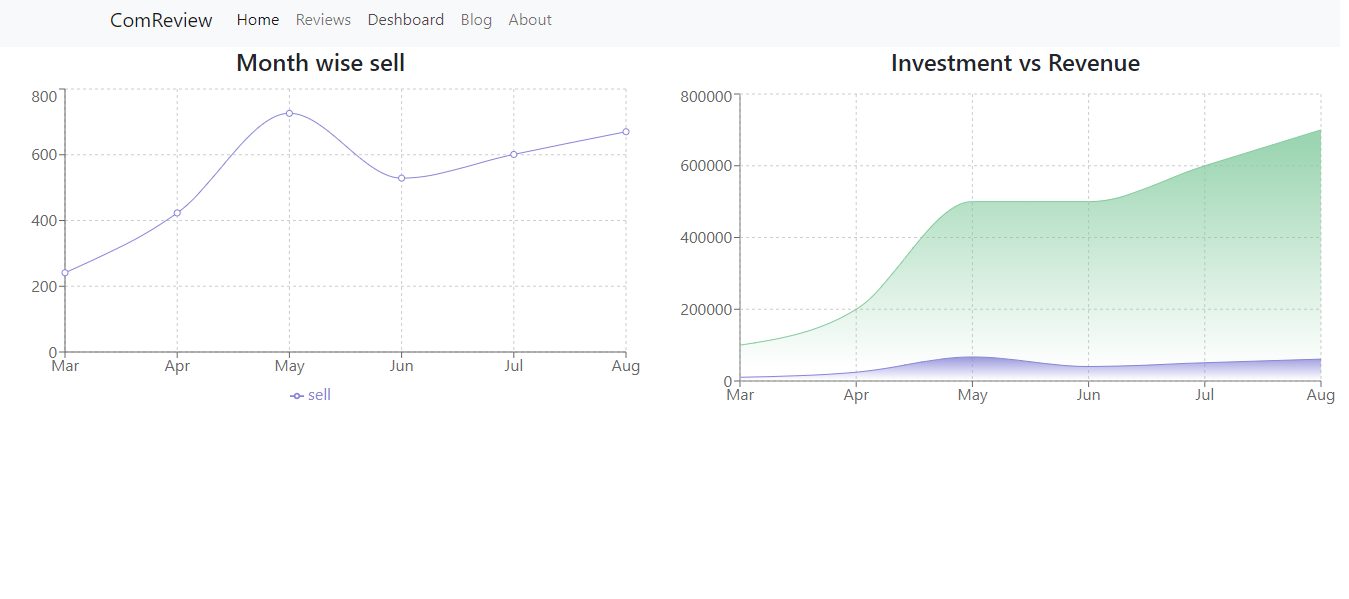 ComReview Home Reviews Deshboard Blog About
Month wise sell
800
600
400
200
0
Mar Apr May Jun Jul Aug
sell
Investment vs Revenue
800000
600000
400000
200000
0
Mar Apr May Jun Jul Aug